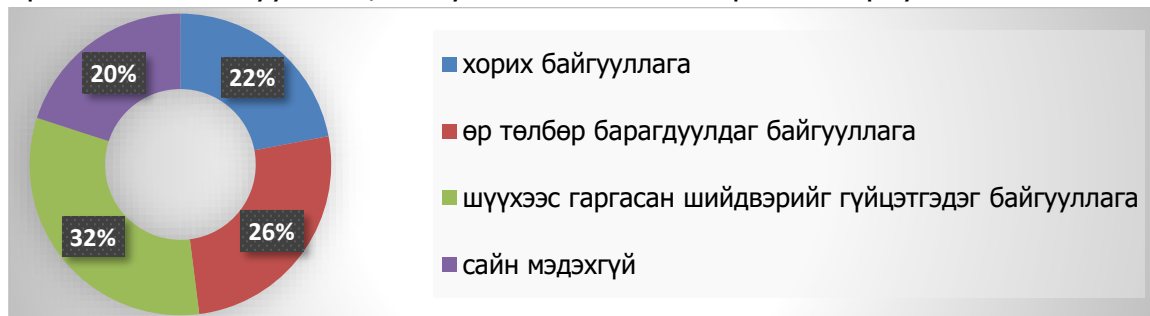 20%
22%
32%
26%
хорих байгууллага
өр төлбөр барагдуулдаг байгууллага
шүүхээс гаргасан шийдвэрийг гүйцэтгэдэг байгууллага
сайн мэдэхгүй